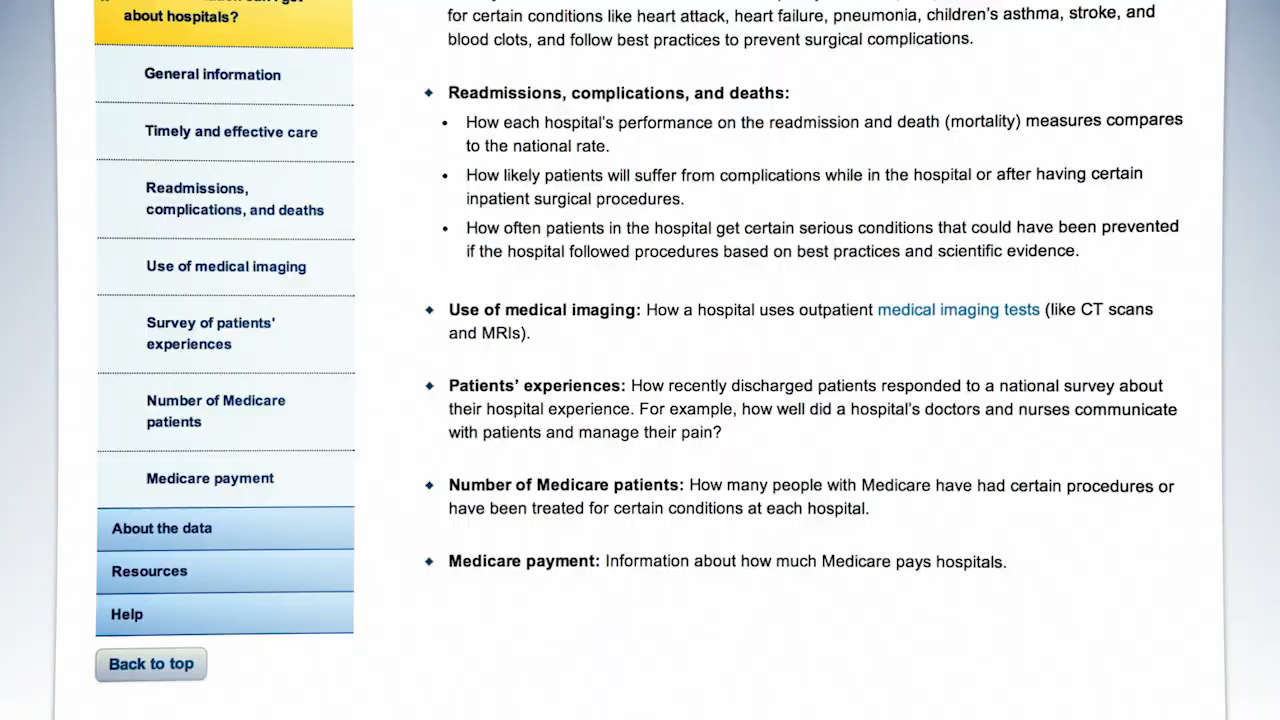 about hospitals?
General information
Timely and effective care
Readmissions,
complications, and deaths
Use of medical imaging
Survey of patients'
experiences
Number of Medicare
patients
Medicare payment
About the data
Resources
Help
Back to top
for certain conditions like heart attack, heart failure, pneumonia, children's asthma, stroke, and
blood clots, and follow best practices to prevent surgical complications.
Readmissions, complications, and deaths:
• How each hospital's performance on the readmission and death (mortality) measures compares
to the national rate.
• How likely patients will suffer from complications while in the hospital or after having certain
inpatient surgical procedures.
• How often patients in the hospital get certain serious conditions that could have been prevented
if the hospital followed procedures based on best practices and scientific evidence.
Use of medical imaging: How a hospital uses outpatient medical imaging tests (like CT scans
and MRIs).
Patients' experiences: How recently discharged patients responded to a national survey about
their hospital experience. For example, how well did a hospital's doctors and nurses communicate
with patients and manage their pain?
Number of Medicare patients: How many people with Medicare have had certain procedures or
have been treated for certain conditions at each hospital.
Medicare payment: Information about how much Medicare pays hospitals.